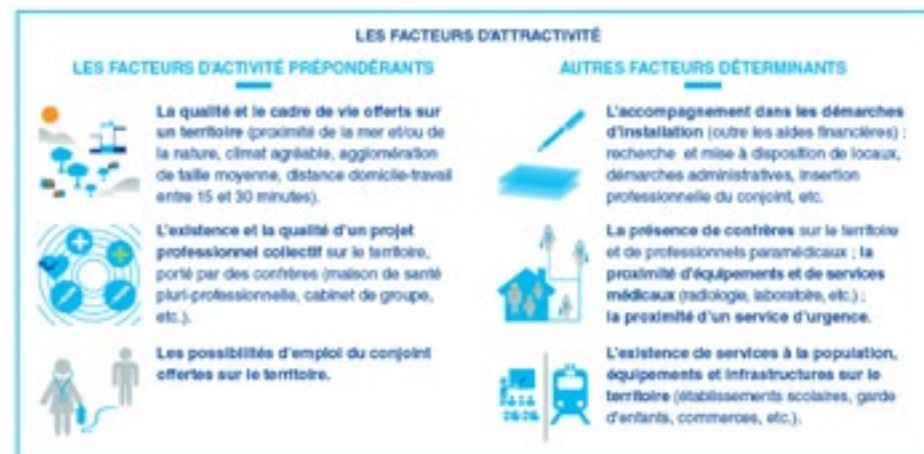 LES FACTEURS D'ATTRACTIVITÉ
LES FACTEURS D'ACTIVITÉ PRÉPONDÉRANTS
La qualité et le cadre de vie offerts sur
un territoire (proximité de la mer et/ou de
la nature, climat agréable, agglomération
de taille moyenne, distance domicile-travail
entre 15 et 30 minutes).
L'existence et la qualité d'un projet
professionnel collectif sur le territoire,
porté par des confrères (maison de santé
pluri-professionnelle, cabinet de groupe,
etc.).
Les possibilités d'emploi du conjoint
offertes sur le territoire.
AUTRES FACTEURS DÉTERMINANTS
L'accompagnement dans les démarches
d'installation (outre les aides financières) :
recherche et mise à disposition de locaux,
démarches administratives, insertion
professionnelle du conjoint, etc.
La présence de confrères sur le territoire
et de professionnels paramédicaux ; la
proximité d'équipements et de services
médicaux (radiologie, laboratoire, etc.) ;
la proximité d'un service d'urgence.
L'existence de services à la population,
équipements et infrastructures sur le
territoire (établissements scolaires, garde
d'enfants, commerces, etc.).